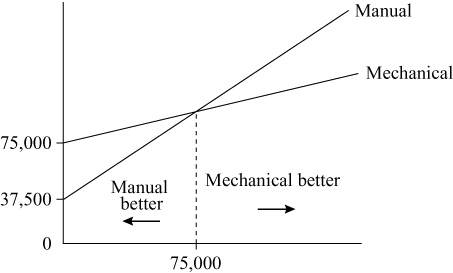 Manual
Mechanical
75,000
Mechanical better
Manual
better
37,500
0
75,000